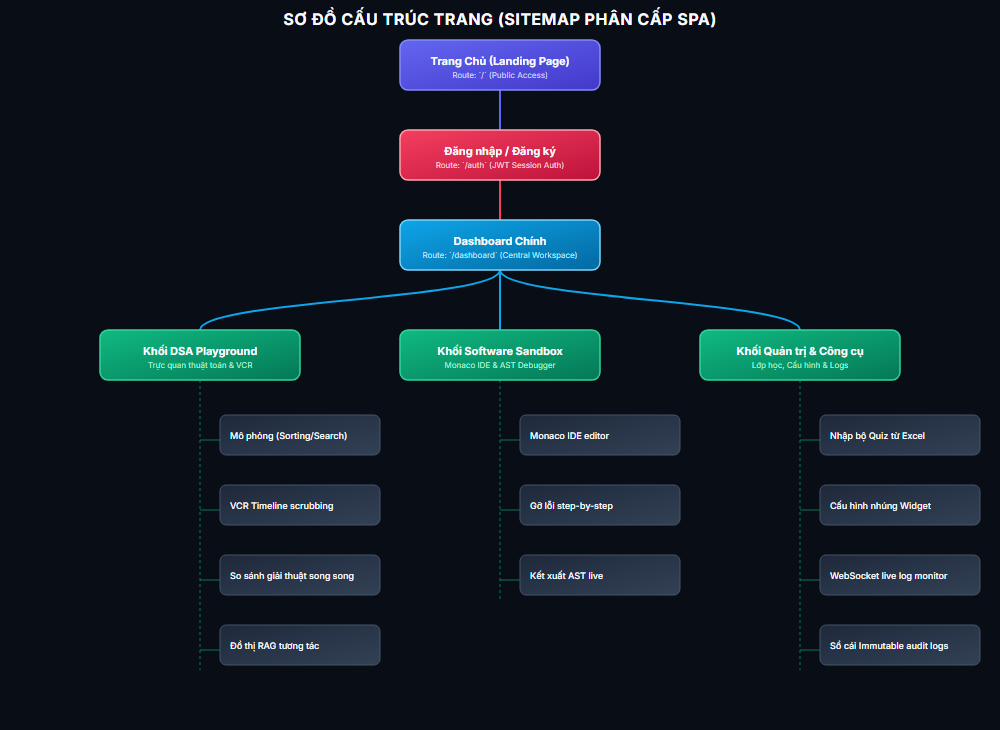 SƠ ĐỒ CẤU TRÚC TRANG (SITEMAP PHÂN CẤP SPA)
Trang Chủ (Landing Page)
Route: `/` (Public Access)
Đăng nhập / Đăng ký
Route: `/auth` (JWT Session Auth)
Dashboard Chính
Route: `/dashboard` (Central Workspace)
Khối DSA Playground
Trực quan thuật toán & VCR
Mô phỏng (Sorting/Search)
VCR Timeline scrubbing
So sánh giải thuật song song
Đồ thị RAG tương tác
Khối Software Sandbox
Monaco IDE & AST Debugger
Monaco IDE editor
Gỡ lỗi step-by-step
Kết xuất AST live
Khối Quản trị & Công cụ
Lớp học, Cấu hình & Logs
Nhập bộ Quiz từ Excel
Cấu hình nhúng Widget
WebSocket live log monitor
Sổ cái Immutable audit logs